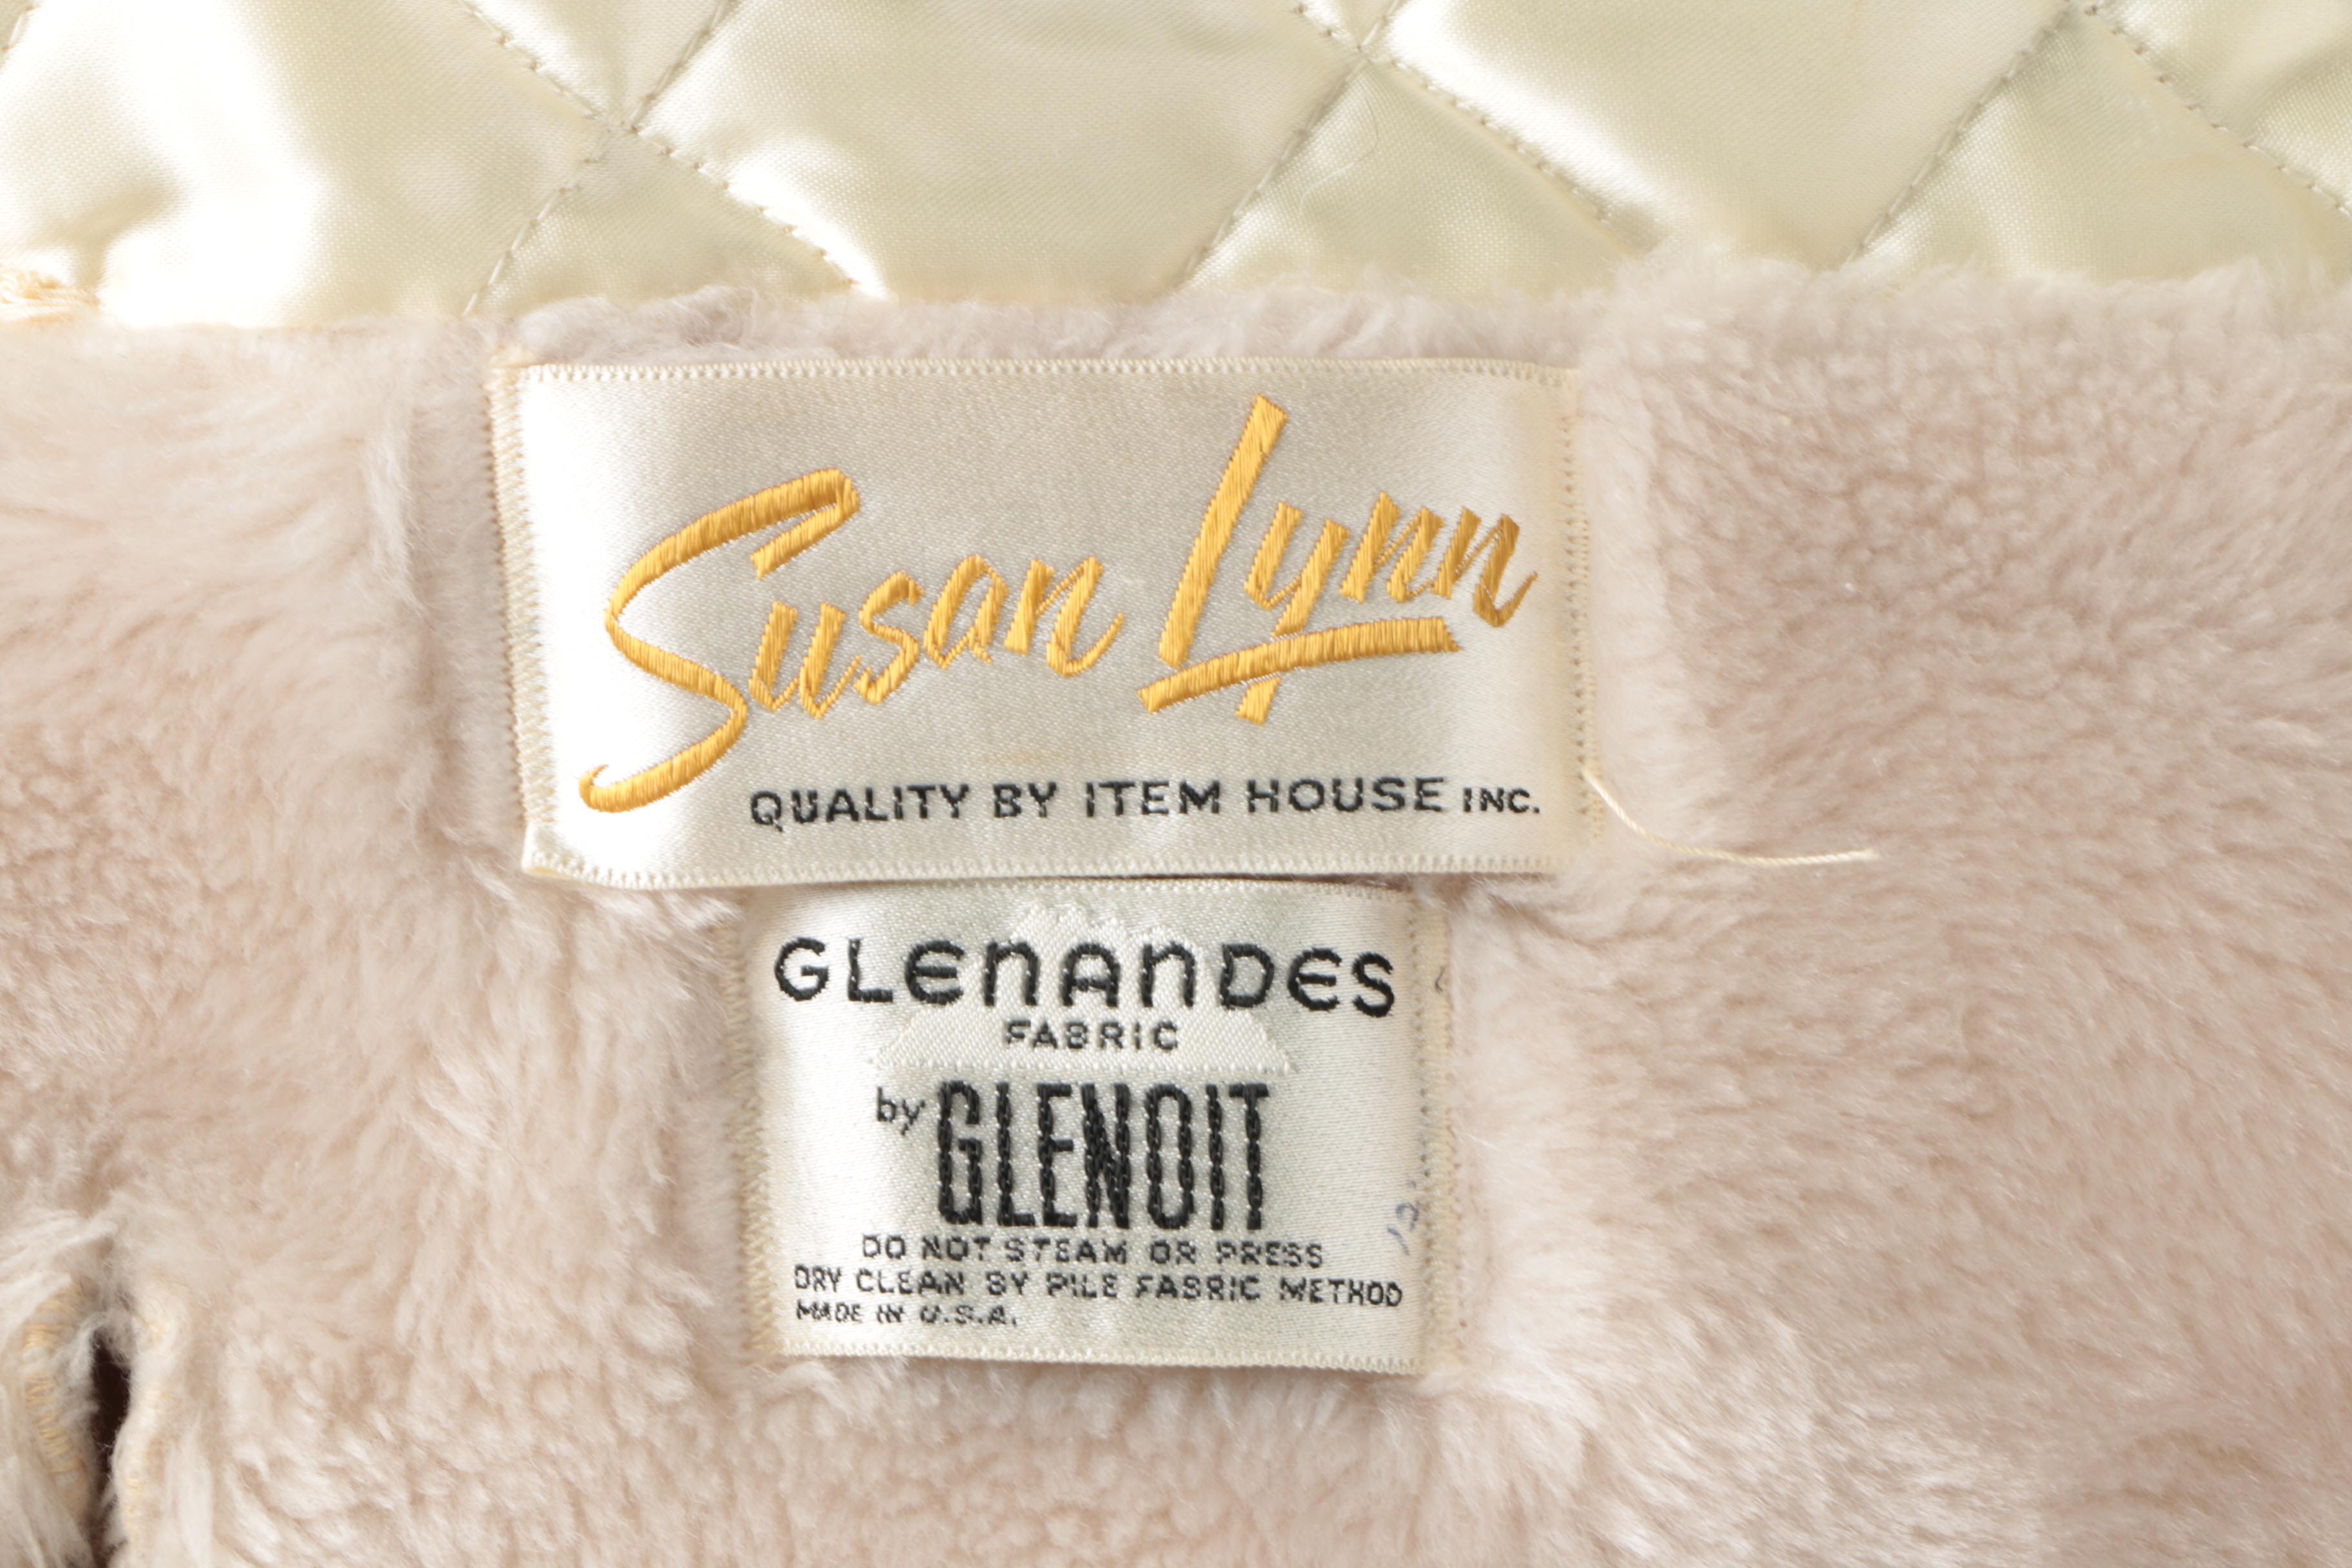 Susan Lynn
QUALITY BY ITEM HOUSE INC.
GLENANDES
FABRIC
by GLENOIT
DO NOT STEAM OR PRESS
DRY CLEAN BY PILE FABRIC METHOD
MADE IN U.S.A.
12